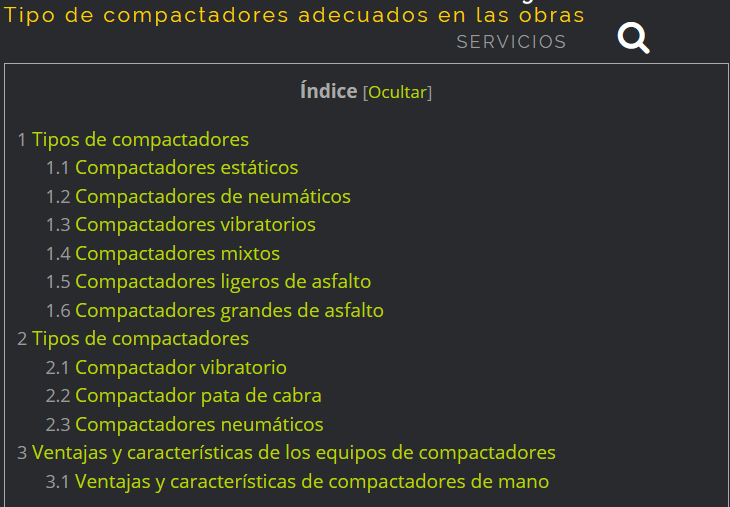 Tipo de compactadores adecuados en las obras
SERVICIOS
Índice [Ocultar]
1 Tipos de compactadores
1.1 Compactadores estáticos
1.2 Compactadores de neumáticos
1.3 Compactadores vibratorios
1.4 Compactadores mixtos
1.5 Compactadores ligeros de asfalto
1.6 Compactadores grandes de asfalto
2 Tipos de compactadores
2.1 Compactador vibratorio
2.2 Compactador pata de cabra
2.3 Compactadores neumáticos
3 Ventajas y características de los equipos de compactadores
3.1 Ventajas y características de compactadores de mano